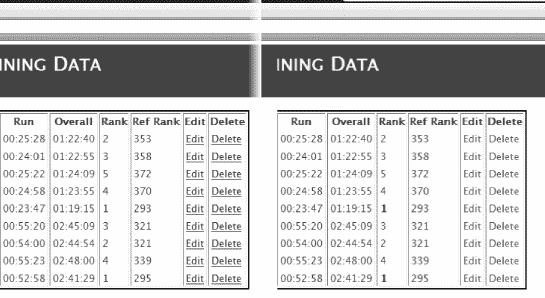 INING DATA
Run Overall Rank Ref Rank Edit Delete
00:25:28 01:22:40 2 353 Edit Delete
00:24:01 01:22:55 3 358 Edit Delete
00:25:22 01:24:09 5 372 Edit Delete
00:24:58 01:23:55 4 370 Edit Delete
00:23:47 01:19:15 1 293 Edit Delete
00:55:20 02:45:09 3 321 Edit Delete
00:54:00 02:44:54 2 321 Edit Delete
00:55:23 02:48:00 4 339 Edit Delete
00:52:58 02:41:29 1 295 Edit Delete
INING DATA
Run Overall Rank Ref Rank Edit Delete
00:25:28 01:22:40 2 353 Edit Delete
00:24:01 01:22:55 3 358 Edit Delete
00:25:22 01:24:09 5 372 Edit Delete
00:24:58 01:23:55 4 370 Edit Delete
00:23:47 01:19:15 1 293 Edit Delete
00:55:20 02:45:09 3 321 Edit Delete
00:54:00 02:44:54 2 321 Edit Delete
00:55:23 02:48:00 4 339 Edit Delete
00:52:58 02:41:29 1 295 Edit Delete